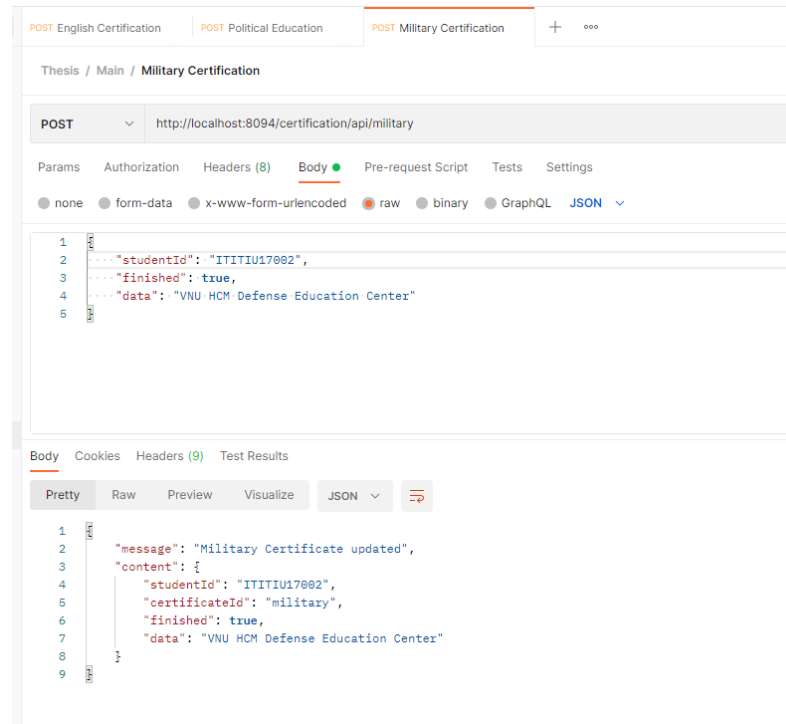 POST English Certification POST Political Education POST Military Certification + ooo
Thesis / Main / Military Certification
POST http://localhost:8094/certification/api/military
Params Authorization Headers (8) Body Pre-request Script Tests Settings
none form-data x-www-form-urlencoded raw binary GraphQL JSON
1 {
2 "studentId": "ITITIU17002",
3 "finished": true,
4 "data": "VNU HCM Defense Education Center"
5 }
Body Cookies Headers (9) Test Results
Pretty Raw Preview Visualize JSON
1 {
2 "message": "Military Certificate updated",
3 "content": {
4 "studentId": "ITITIU17002",
5 "certificateId": "military",
6 "finished": true,
7 "data": "VNU HCM Defense Education Center"
8 }
9 }